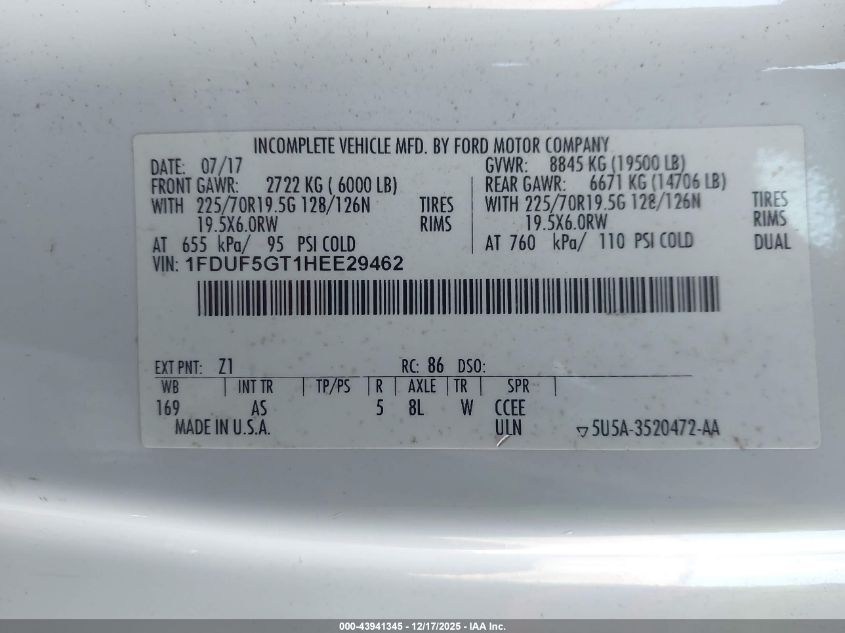 INCOMPLETE VEHICLE MFD. BY FORD MOTOR COMPANY
DATE: 07/17 GVWR: 8845 KG (19500 LB)
FRONT GAWR: 2722 KG ( 6000 LB) REAR GAWR: 6671 KG (14706 LB)
WITH 225/70R19.5G 128/126N TIRES WITH 225/70R19.5G 128/126N TIRES
19.5X6.0RW RIMS 19.5X6.0RW RIMS
AT 655 kPa/ 95 PSI COLD AT 760 kPa/ 110 PSI COLD DUAL
VIN: 1FDUF5GT1HEE29462
EXT PNT: Z1 RC: 86 DSO:
WB INT TR TP/PS R AXLE TR SPR
169 AS 5 8L W CCEE
MADE IN U.S.A. ULN ▽5U5A-3520472-AA
000-43941345 | 12/17/2025 - IAA Inc.